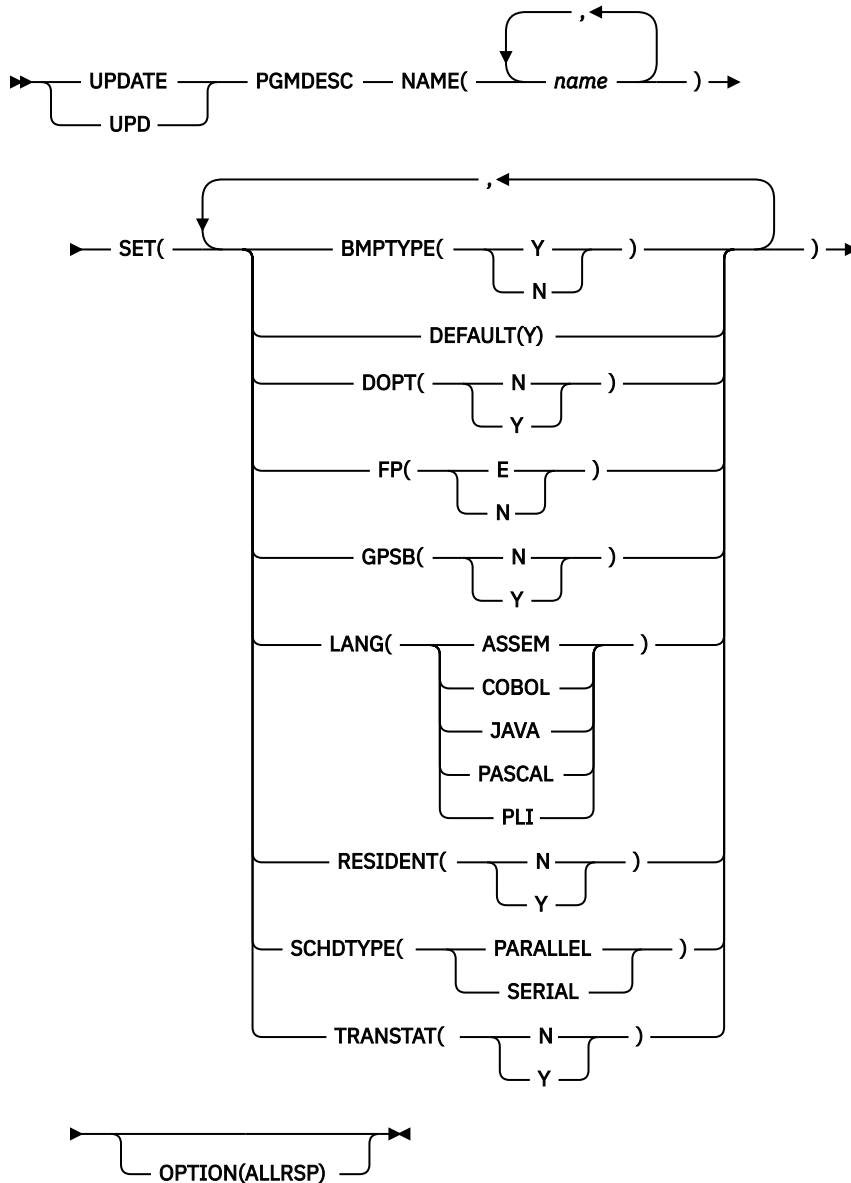 ,
UPDATE PGMDESC NAME( name )
UPD
,
SET( BMPTYPE( Y ) )
N
DEFAULT(Y)
DOPT( N )
Y
FP( E )
N
GPSB( N )
Y
LANG( ASSEM )
COBOL
JAVA
PASCAL
PLI
RESIDENT( N )
Y
SCHDTYPE( PARALLEL )
SERIAL
TRANSTAT( N )
Y
OPTION(ALLRSP)